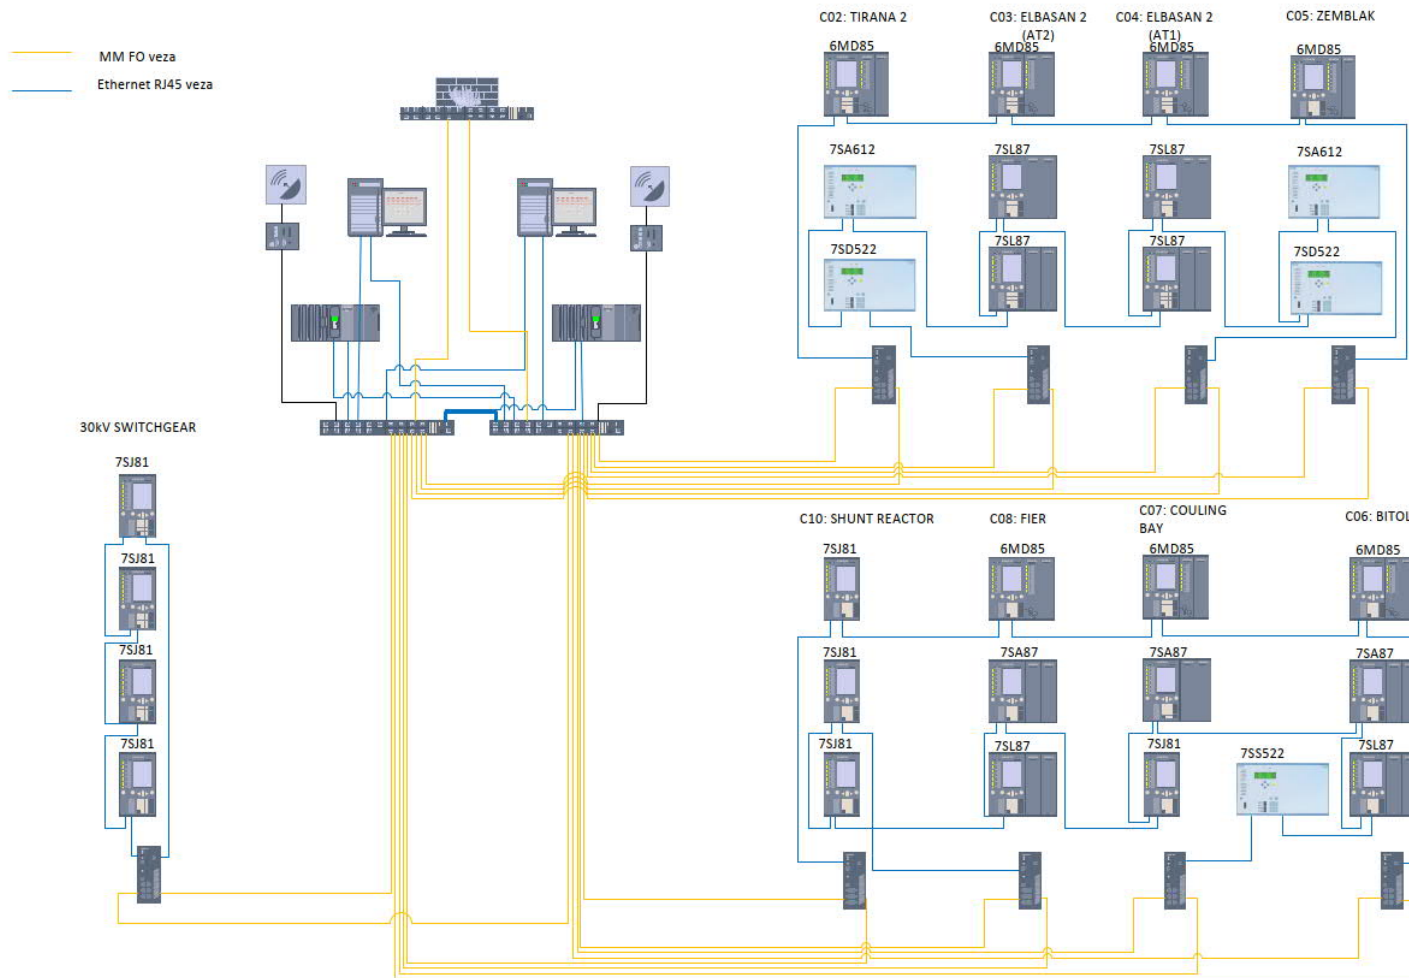 MM FO veza
Ethernet RJ45 veza
C02: TIRANA 2
6MD85
7SA612
7SD522
C03: ELBASAN 2
(AT2)
6MD85
7SL87
7SL87
C04: ELBASAN 2
(AT1)
6MD85
7SL87
7SL87
C05: ZEMBLAK
6MD85
7SA612
7SD522
30kV SWITCHGEAR
7SJ81
7SJ81
7SJ81
7SJ81
C10: SHUNT REACTOR
7SJ81
7SJ81
7SJ81
C08: FIER
6MD85
7SA87
7SL87
C07: COULING
BAY
6MD85
7SA87
7SJ81
7SS522
C06: BITOL
6MD85
7SA87
7SL87